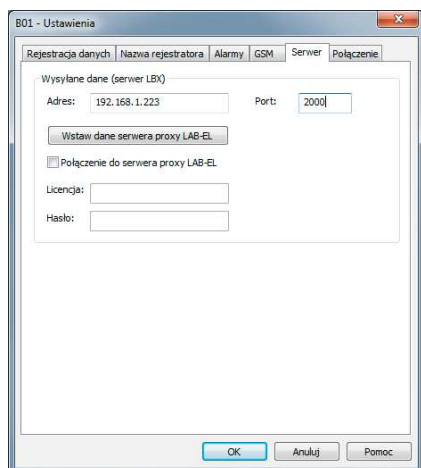 B01 - Ustawienia
Rejestracja danych Nazwa rejestratora Alarmy GSM Serwer Połączenie
Wysyłane dane (serwer LBX)
Adres: 192.168.1.223 Port: 2000
Wstaw dane serwera proxy LAB-EL
Połączenie do serwera proxy LAB-EL
Licencja:
Hasło:
OK Anuluj Pomoc